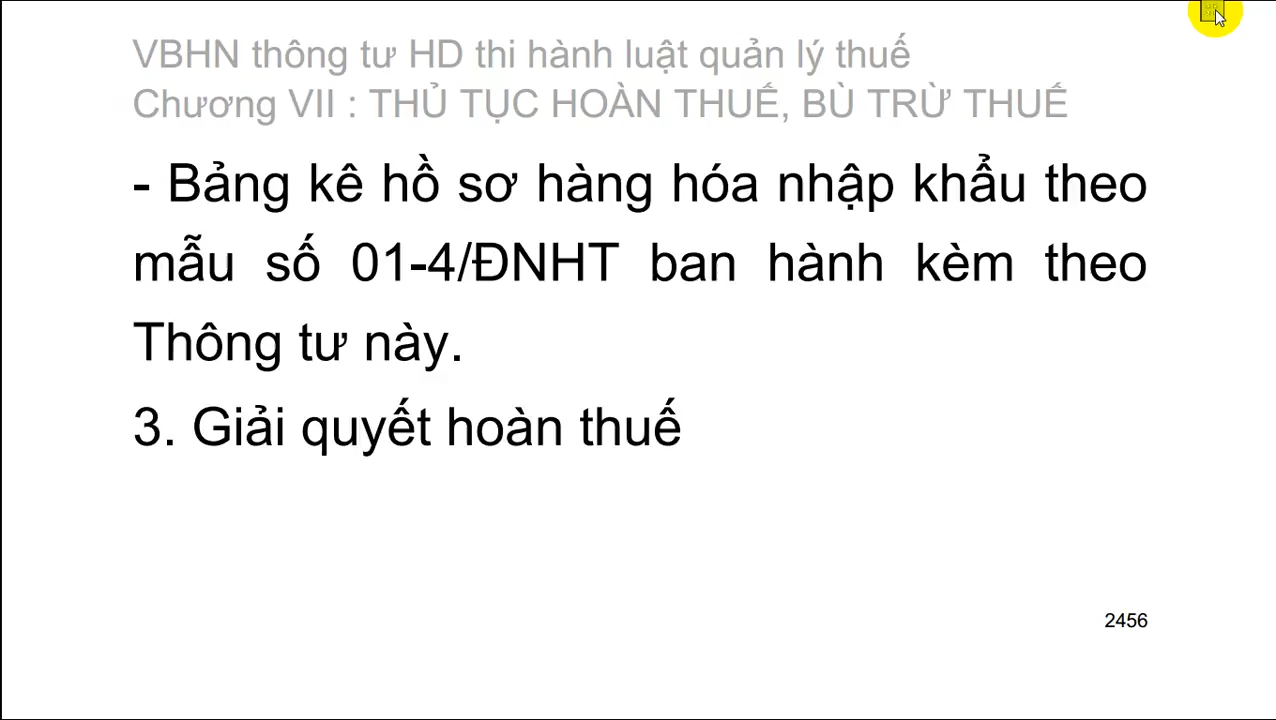 VBHN thông tư HD thi hành luật quản lý thuế
Chương VII : THỦ TỤC HOÀN THUẾ, BÙ TRỪ THUẾ
- Bảng kê hồ sơ hàng hóa nhập khẩu theo
mẫu số 01-4/ĐNHT ban hành kèm theo
Thông tư này.
3. Giải quyết hoàn thuế
2456